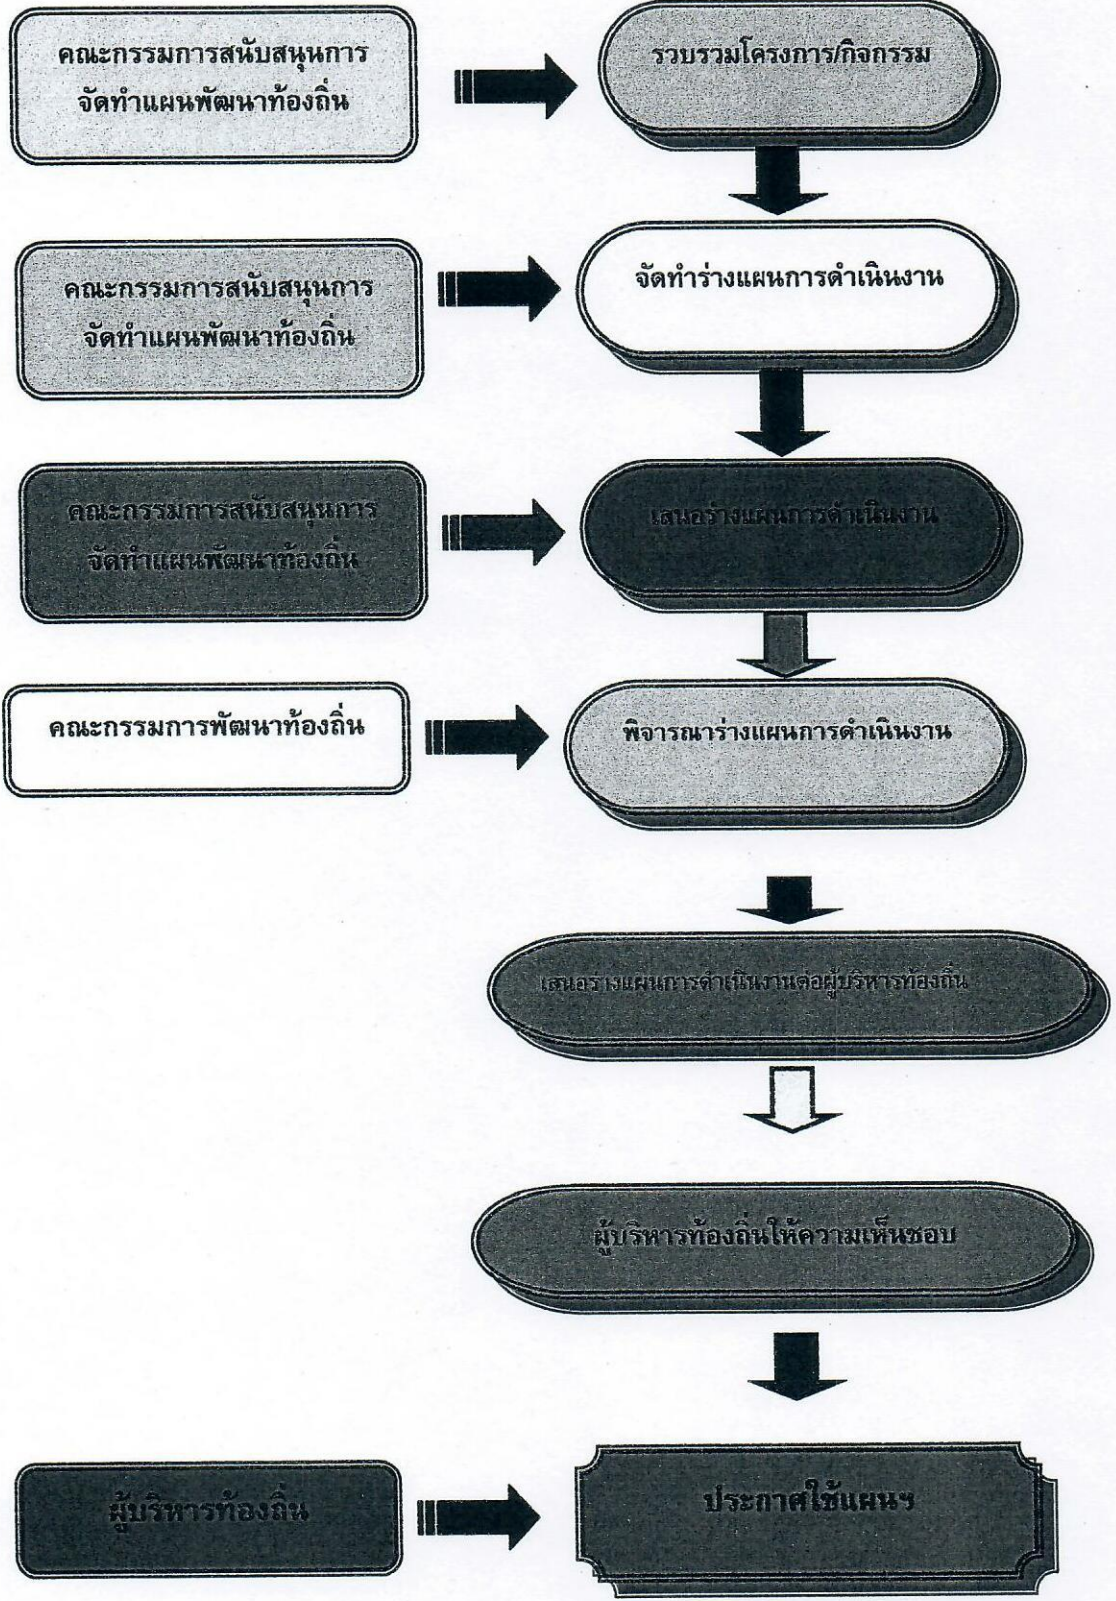 คณะกรรมการสนับสนุนการ
จัดทำแผนพัฒนาท้องถิ่น
รวบรวมโครงการ/กิจกรรม
คณะกรรมการสนับสนุนการ
จัดทำแผนพัฒนาท้องถิ่น
จัดทำร่างแผนการดำเนินงาน
คณะกรรมการสนับสนุนการ
จัดทำแผนพัฒนาท้องถิ่น
เสนอร่างแผนการดำเนินงาน
คณะกรรมการพัฒนาท้องถิ่น
พิจารณาร่างแผนการดำเนินงาน
เสนอร่างแผนการดำเนินงานต่อผู้บริหารท้องถิ่น
ผู้บริหารท้องถิ่นให้ความเห็นชอบ
ผู้บริหารท้องถิ่น
ประกาศใช้แผนฯ